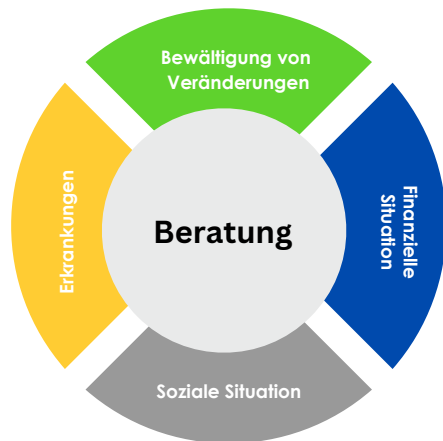 Bewältigung von
Veränderungen
Erkrankungen
Beratung
Finanzielle
Situation
Soziale Situation